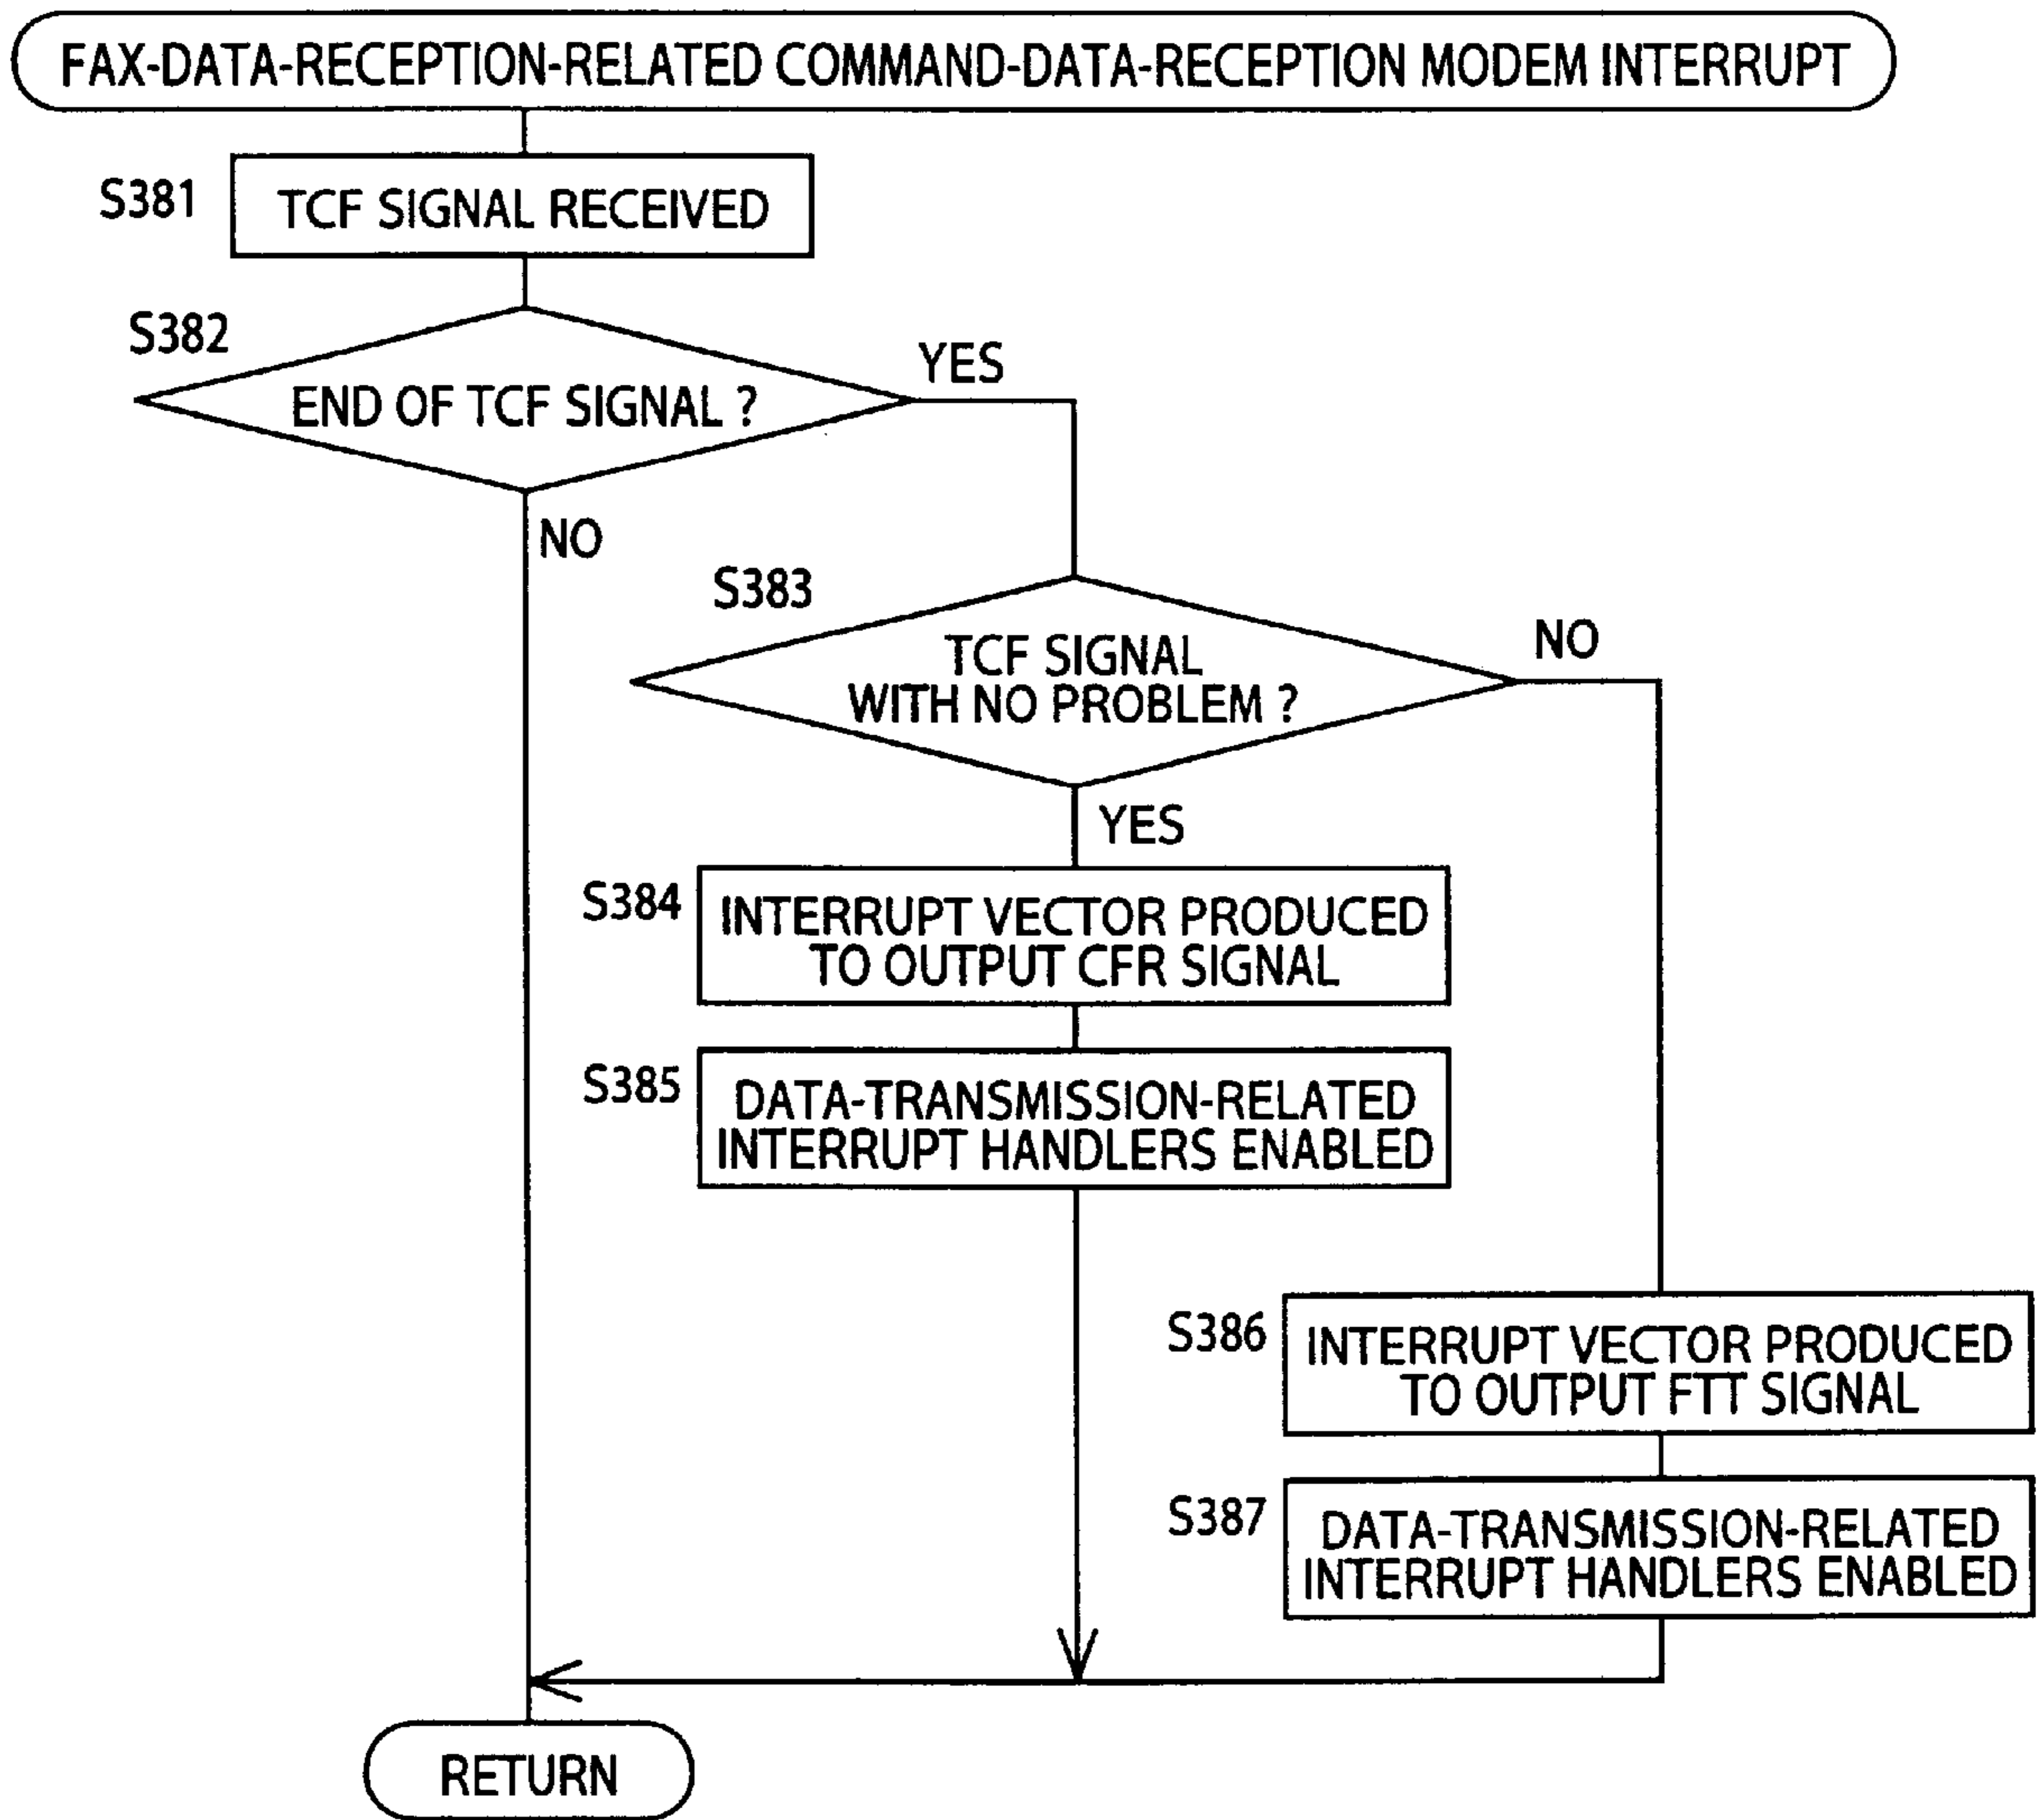 FAX-DATA-RECEPTION-RELATED COMMAND-DATA-RECEPTION MODEM INTERRUPT
S381
TCF SIGNAL RECEIVED
S382
END OF TCF SIGNAL ?
YES
NO
S383
TCF SIGNAL
WITH NO PROBLEM ?
NO
YES
S384
INTERRUPT VECTOR PRODUCED
TO OUTPUT CFR SIGNAL
S385
DATA-TRANSMISSION-RELATED
INTERRUPT HANDLERS ENABLED
S386
INTERRUPT VECTOR PRODUCED
TO OUTPUT FTT SIGNAL
S387
DATA-TRANSMISSION-RELATED
INTERRUPT HANDLERS ENABLED
RETURN